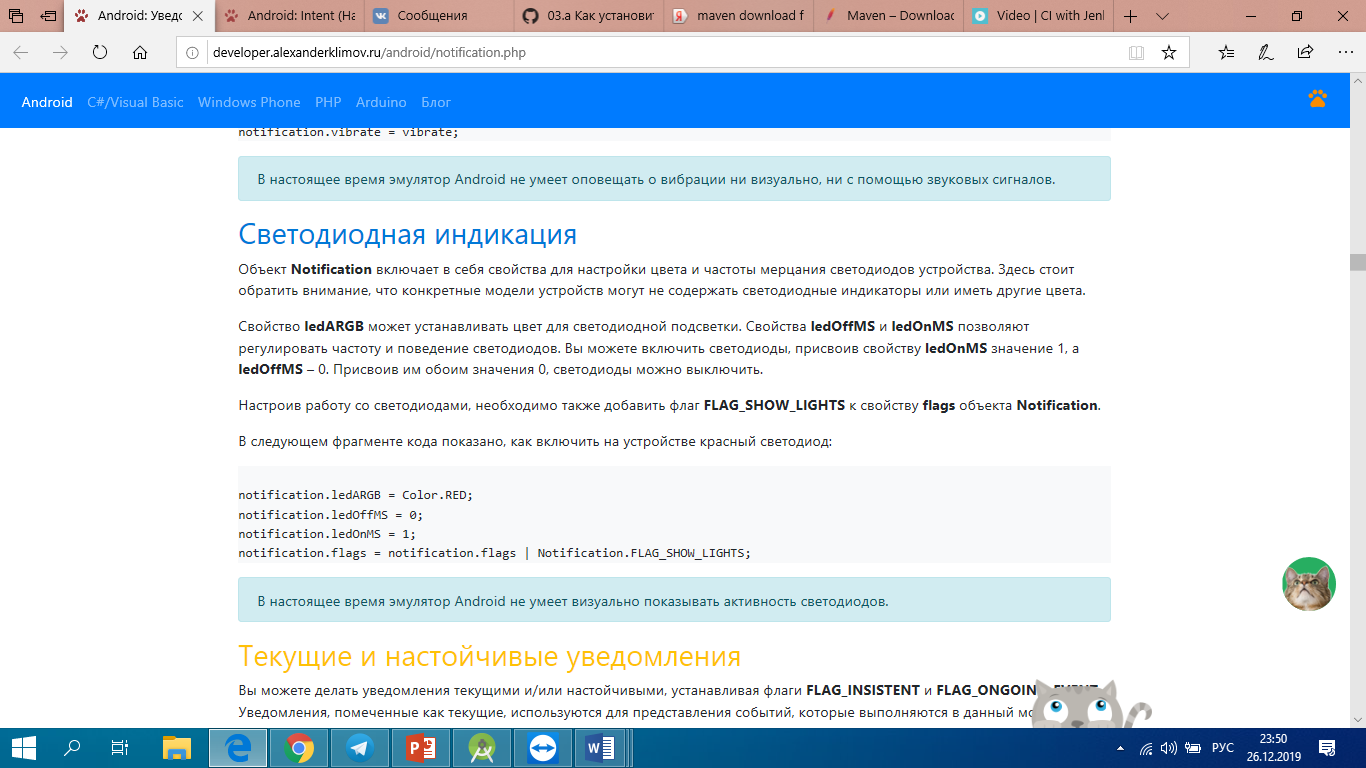 Android: Уведо
Android: Intent (На
Сообщения
03.а Как установит
maven download f
Maven – Download
Video | CI with Jenl
developer.alexanderklimov.ru/android/notification.php
Android C#/Visual Basic Windows Phone PHP Arduino Блог
notification.vibrate = vibrate;
В настоящее время эмулятор Android не умеет оповещать о вибрации ни визуально, ни с помощью звуковых сигналов.
Светодиодная индикация
Объект Notification включает в себя свойства для настройки цвета и частоты мерцания светодиодов устройства. Здесь стоит
обратить внимание, что конкретные модели устройств могут не содержать светодиодные индикаторы или иметь другие цвета.
Свойство ledARGB может устанавливать цвет для светодиодной подсветки. Свойства ledOffMS и ledOnMS позволяют
регулировать частоту и поведение светодиодов. Вы можете включить светодиоды, присвоив свойству ledOnMS значение 1, а
ledOffMS – 0. Присвоив им обоим значения 0, светодиоды можно выключить.
Настроив работу со светодиодами, необходимо также добавить флаг FLAG_SHOW_LIGHTS к свойству flags объекта Notification.
В следующем фрагменте кода показано, как включить на устройстве красный светодиод:
notification.ledARGB = Color.RED;
notification.ledOffMS = 0;
notification.ledOnMS = 1;
notification.flags = notification.flags | Notification.FLAG_SHOW_LIGHTS;
В настоящее время эмулятор Android не умеет визуально показывать активность светодиодов.
Текущие и настойчивые уведомления
Вы можете делать уведомления текущими и/или настойчивыми, устанавливая флаги FLAG_INSISTENT и
Уведомления, помеченные как текущие, используются для представления событий, которые выполняются в данный
РУС
23:50
26.12.2019